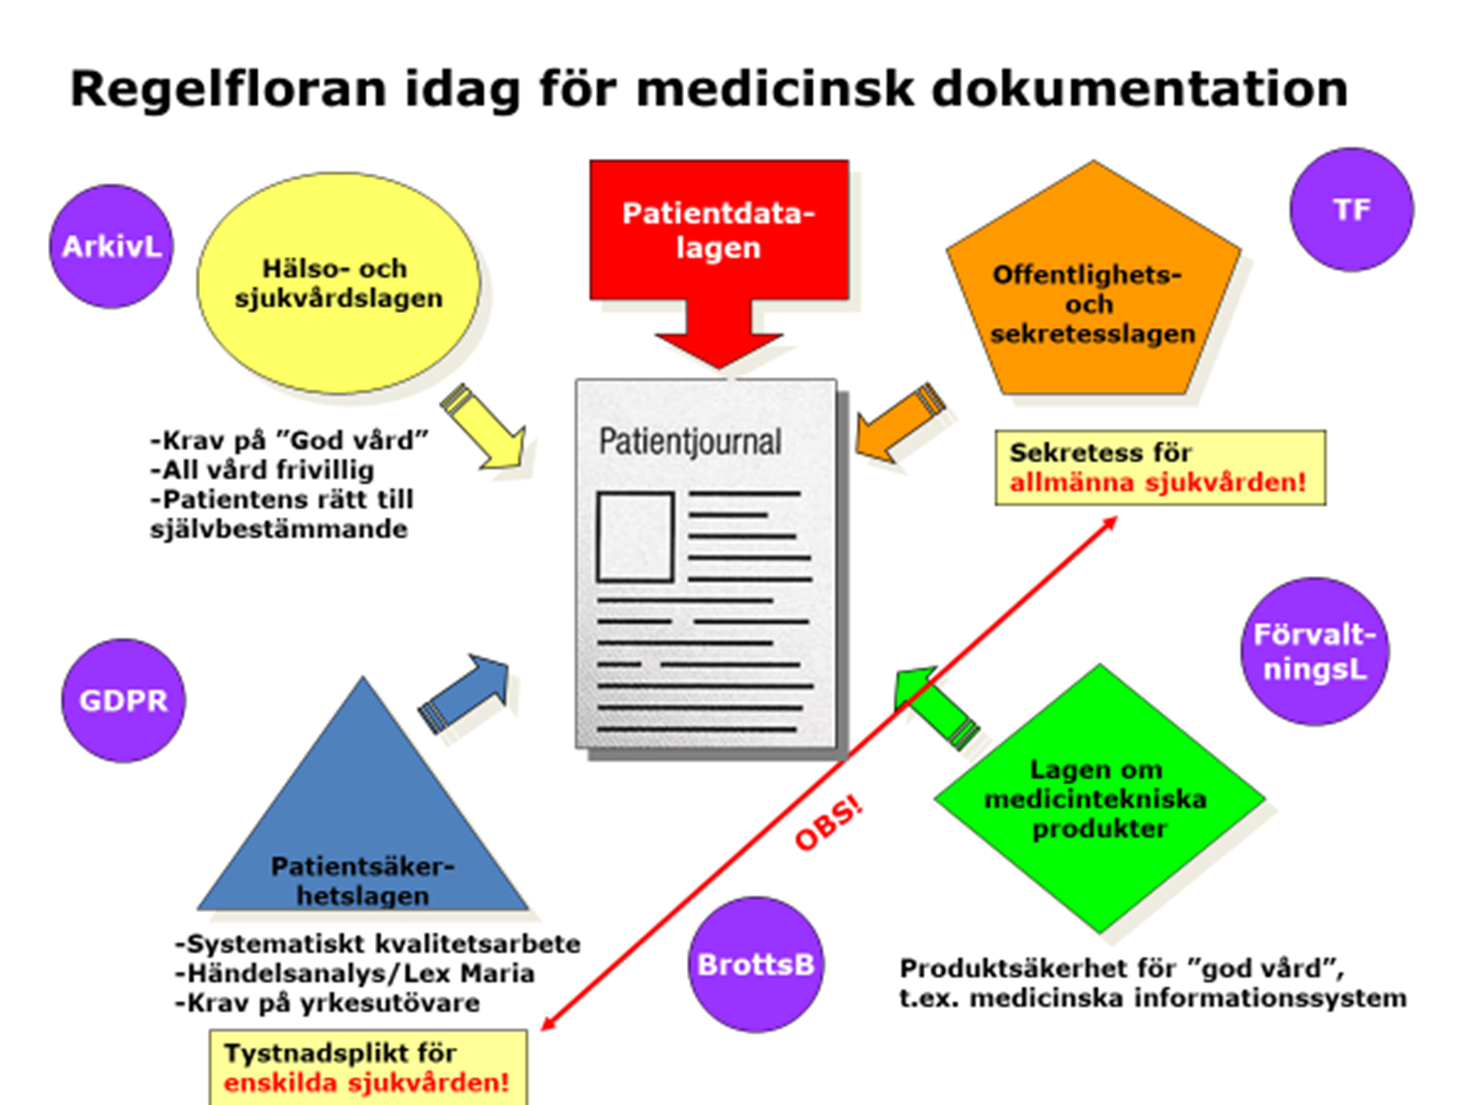 Regelfloran idag för medicinsk dokumentation
ArkivL
Hälso- och
sjukvårdslagen
Patientdata-
lagen
Offentlighets-
och
sekretesslagen
TF
-Krav på ”God vård”
-All vård frivillig
-Patientens rätt till
självbestämmande
Patientjournal
Sekretess för
allmänna sjukvården!
GDPR
Förvalt-
ningsL
Patientsäker-
hetslagen
Lagen om
medicintekniska
produkter
OBS!
-Systematiskt kvalitetsarbete
-Händelsanalys/Lex Maria
-Krav på yrkesutövare
BrottsB
Produktsäkerhet för ”god vård”,
t.ex. medicinska informationssystem
Tystnadsplikt för
enskilda sjukvården!